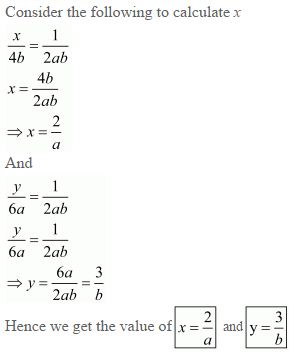 Consider the following to calculate x
x/4b = 1/2ab
x = 4b/2ab
⇒ x = 2/a
And
y/6a = 1/2ab
y/6a = 1/2ab
⇒ y = 6a/2ab = 3/b
Hence we get the value of x = 2/a and y = 3/b